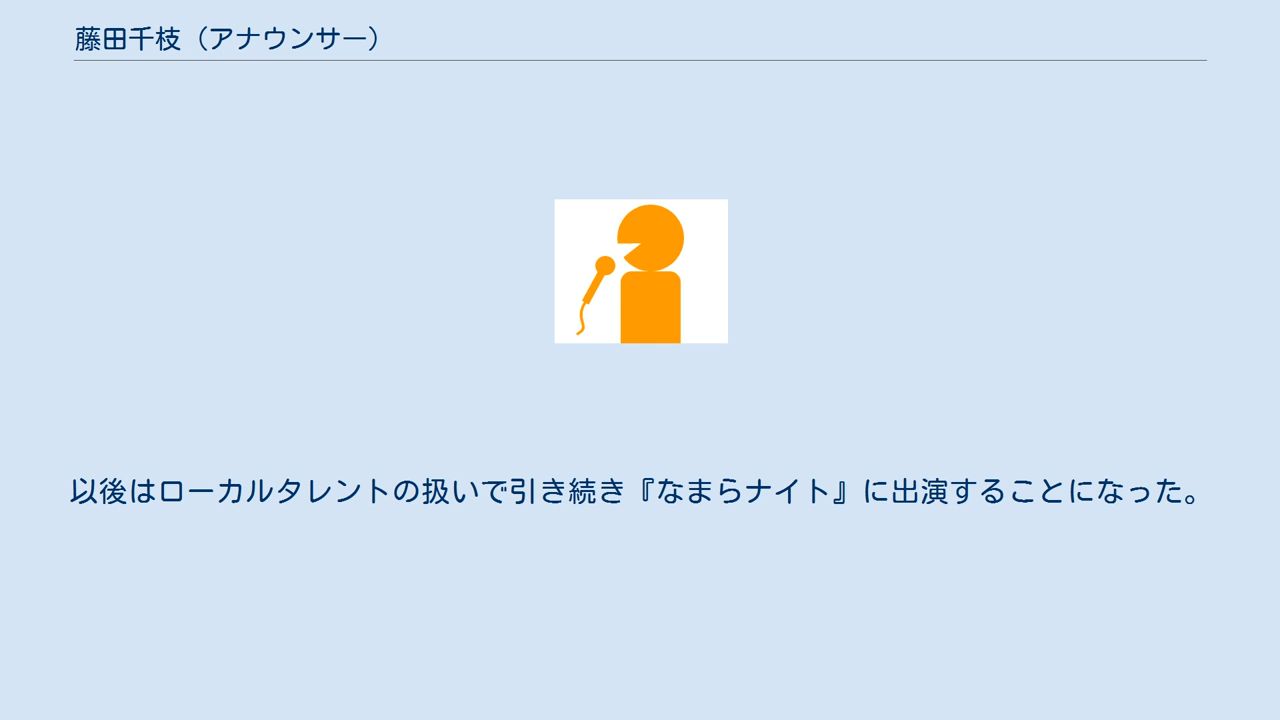 藤田千枝（アナウンサー）
以後はローカルタレントの扱いで引き続き『なまらナイト』に出演することになった。